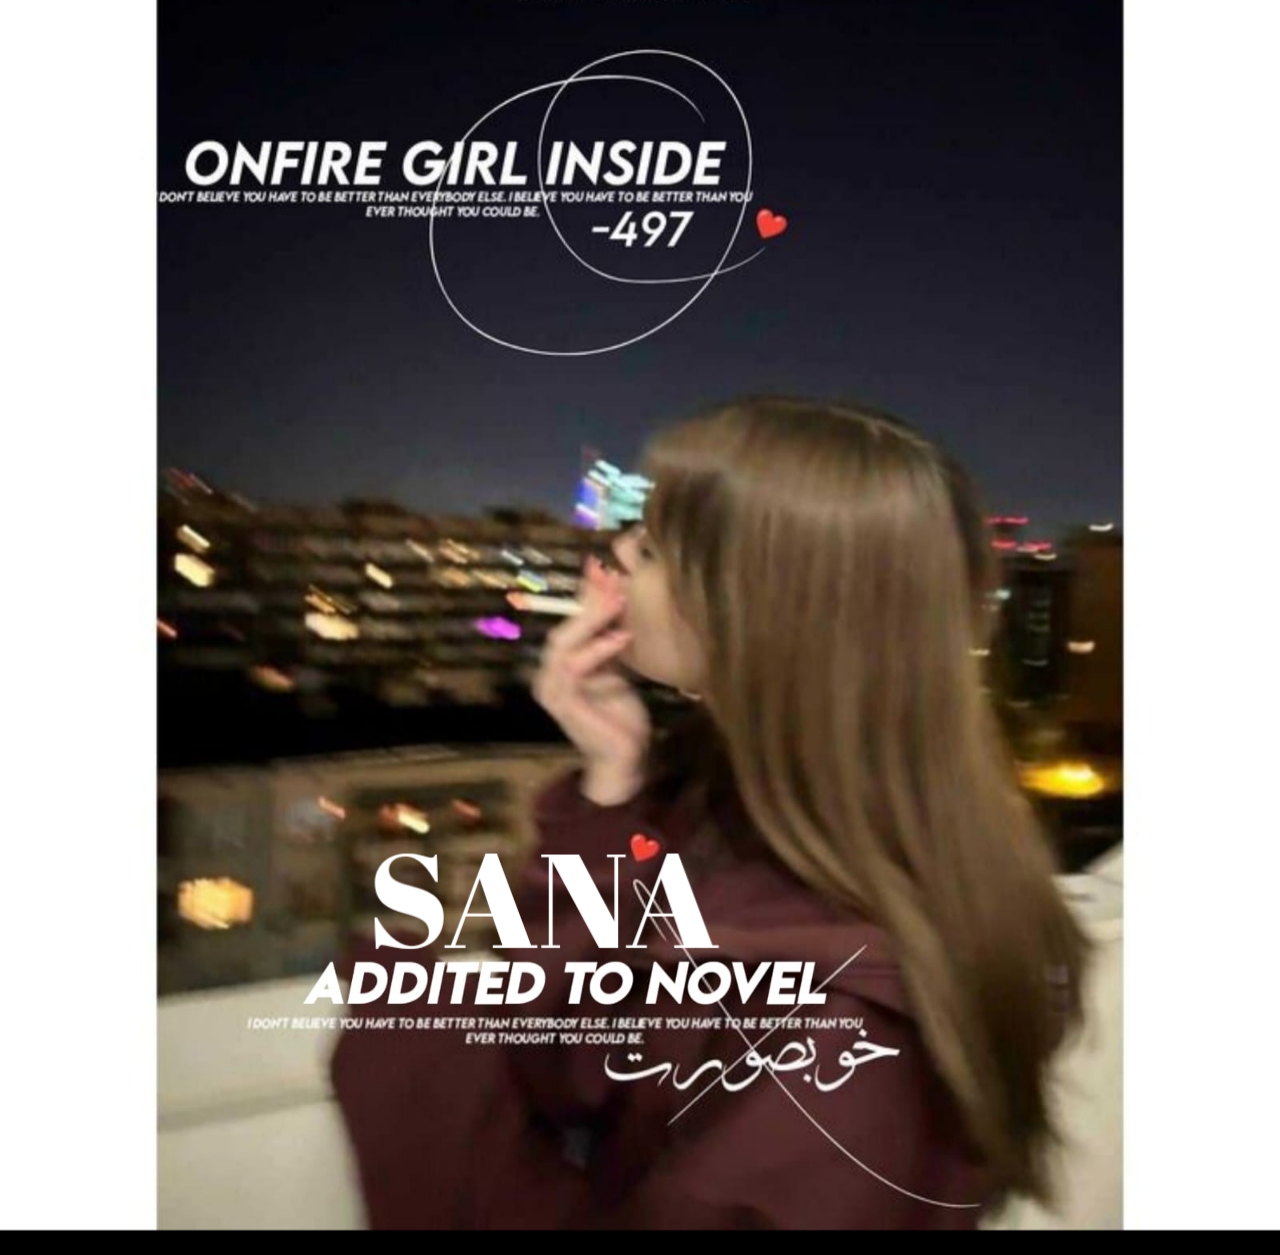 ONFIRE GIRL INSIDE
DON'T BELIEVE YOU HAVE TO BE BETTER THAN EVERYBODY ELSE. I BELIEVE YOU HAVE TO BE BETTER THAN YOU
EVER THOUGHT YOU COULD BE.
-497
SANA
ADDITED TO NOVEL
I DON'T BELIEVE YOU HAVE TO BE BETTER THAN EVERYBODY ELSE. I BELIEVE YOU HAVE TO BE BETTER THAN YOU
EVER THOUGHT YOU COULD BE.
خوبصورت